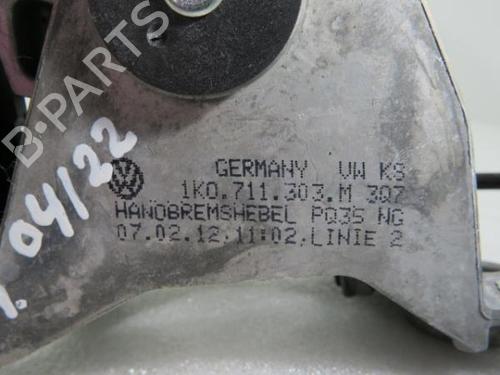 GERMANY VW KS
1K0.711.303.M 3Q7
HANDBREMSHEBEL PQ35 NG
07.02.12.11:02.LINIE 2
04/22
B-PARTS